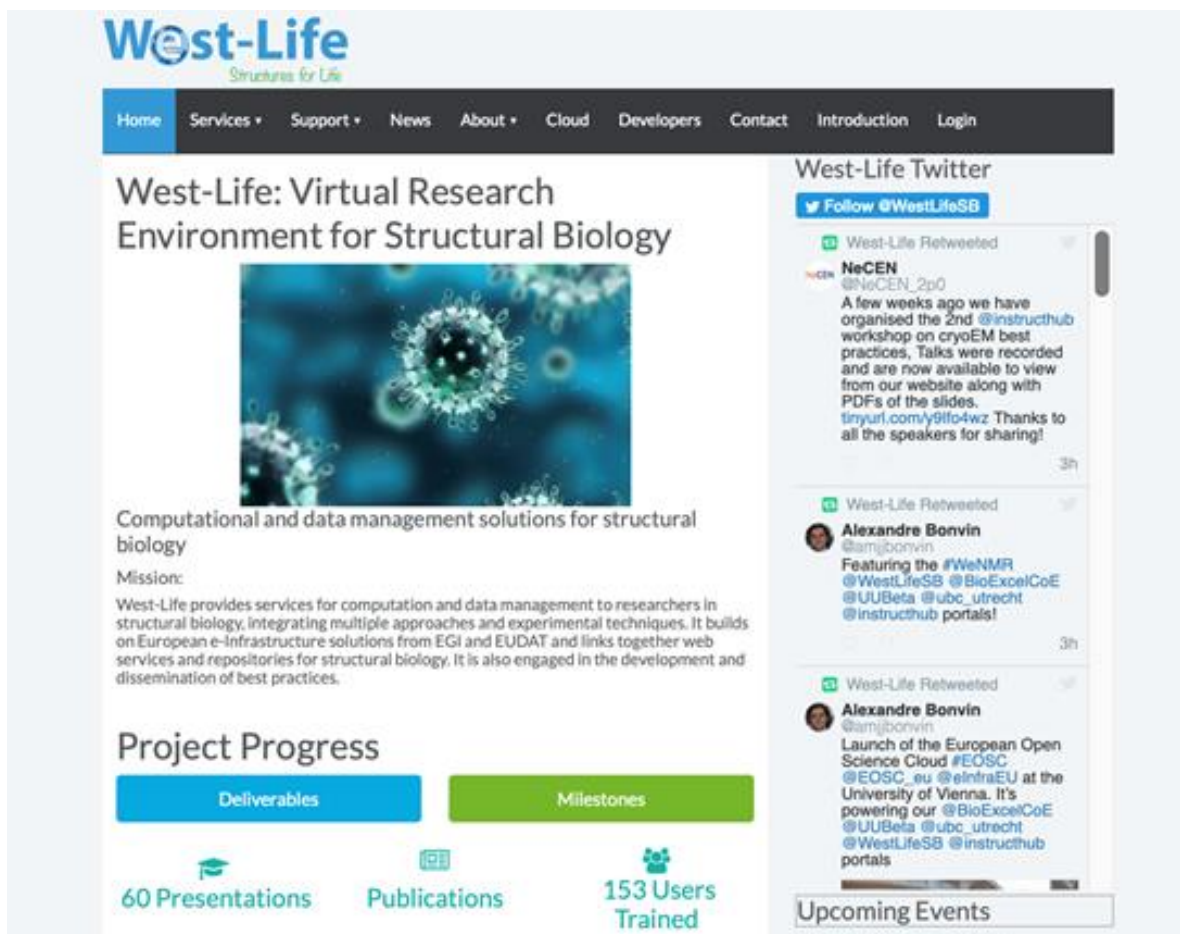 West-Life
Structures for Life
Home Services ▾ Support ▾ News About ▾ Cloud Developers Contact Introduction Login
West-Life: Virtual Research
Environment for Structural Biology
Computational and data management solutions for structural
biology
Mission:
West-Life provides services for computation and data management to researchers in
structural biology, integrating multiple approaches and experimental techniques. It builds
on European e-Infrastructure solutions from EGI and EUDAT and links together web
services and repositories for structural biology. It is also engaged in the development and
dissemination of best practices.
Project Progress
Deliverables
Milestones
60 Presentations
Publications
153 Users
Trained
West-Life Twitter
Follow @WestLifeSB
West-Life Retweeted
NeCEN
@NeCEN_2p0
A few weeks ago we have
organised the 2nd @instructhub
workshop on cryoEM best
practices, Talks were recorded
and are now available to view
from our website along with
PDFs of the slides.
tinyurl.com/y9lfo4wz Thanks to
all the speakers for sharing!
3h
West-Life Retweeted
Alexandre Bonvin
@amjjbonvin
Featuring the #WeNMR
@WestLifeSB @BioExcelCoE
@UUBeta @ubc_utrecht
@instructhub portals!
3h
West-Life Retweeted
Alexandre Bonvin
@amjjbonvin
Launch of the European Open
Science Cloud #EOSC
@EOSC_eu @eInfraEU at the
University of Vienna. It's
powering our @BioExcelCoE
@UUBeta @ubc_utrecht
@WestLifeSB @instructhub
portals
Upcoming Events